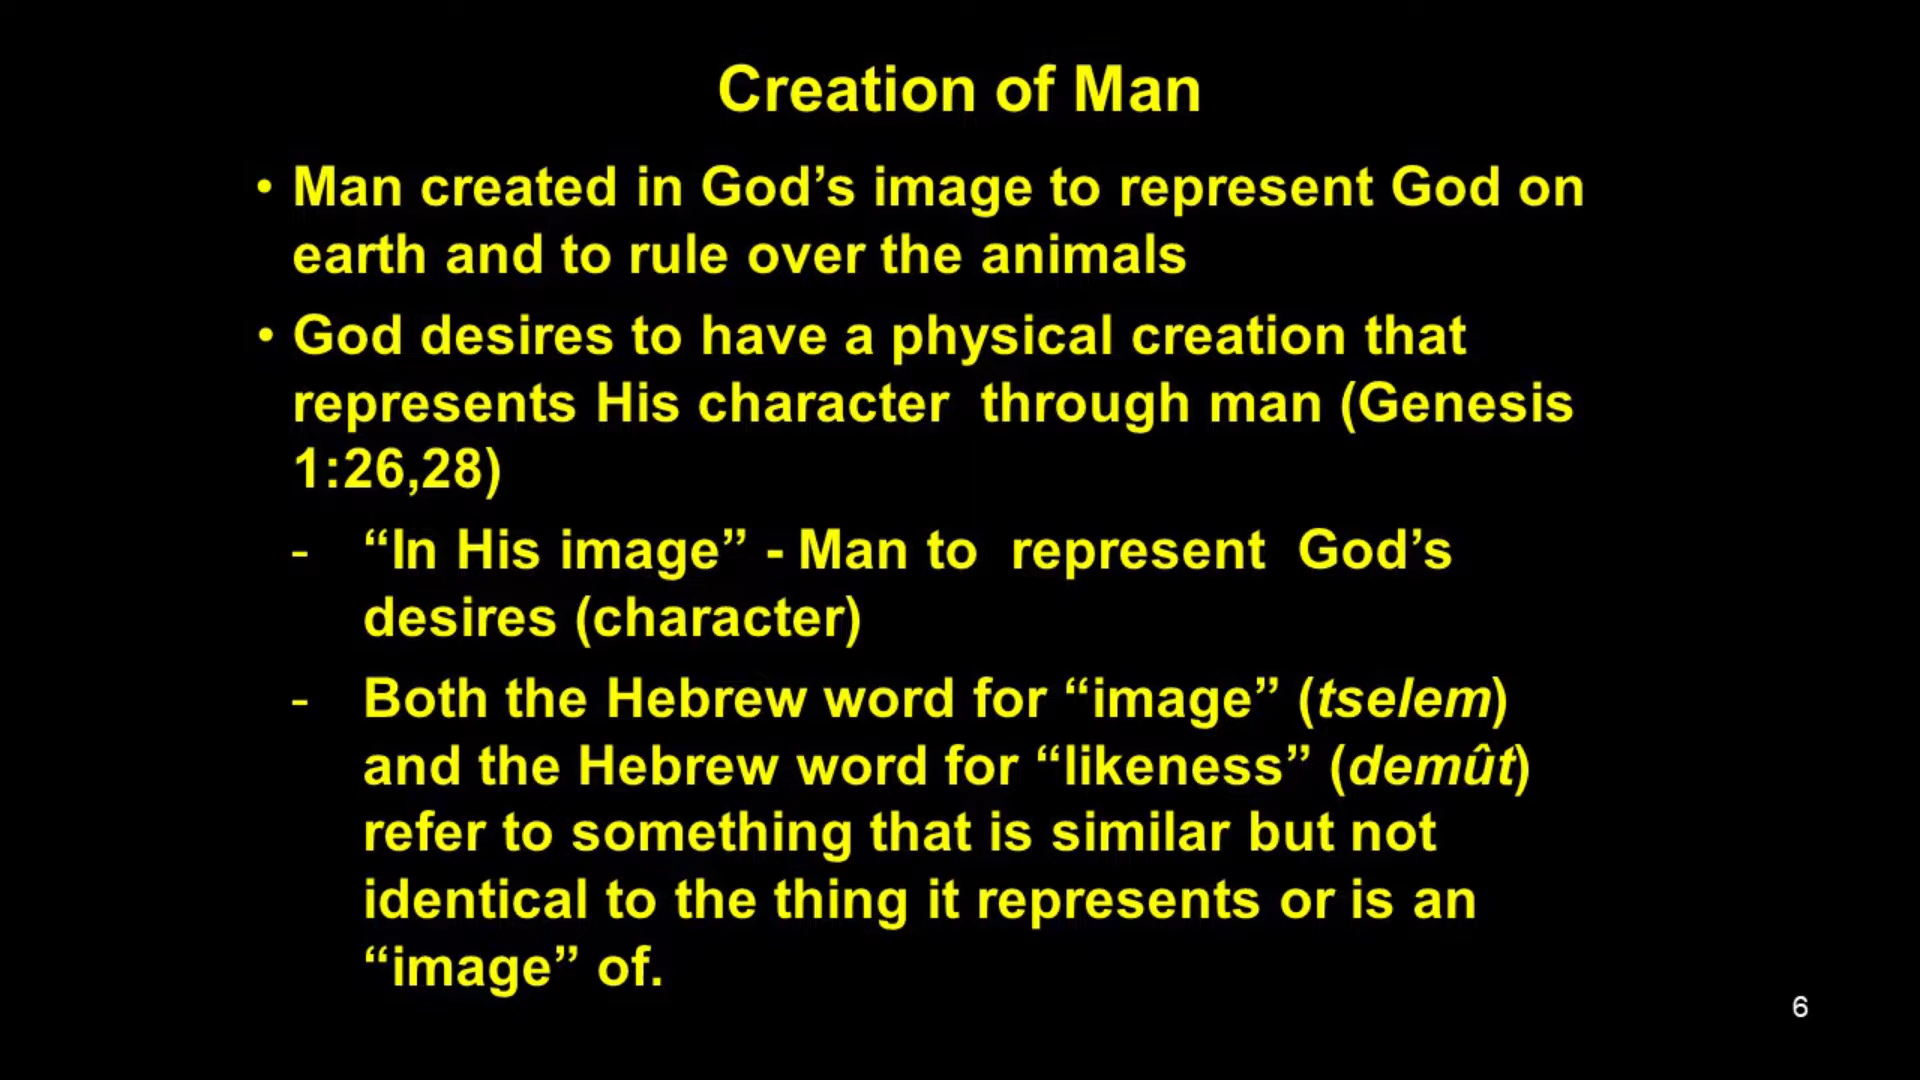 Creation of Man
• Man created in God’s image to represent God on
earth and to rule over the animals
• God desires to have a physical creation that
represents His character  through man (Genesis
1:26,28)
- “In His image” - Man to  represent  God’s
desires (character)
- Both the Hebrew word for “image” (tselem)
and the Hebrew word for “likeness” (demût)
refer to something that is similar but not
identical to the thing it represents or is an
“image” of.
6